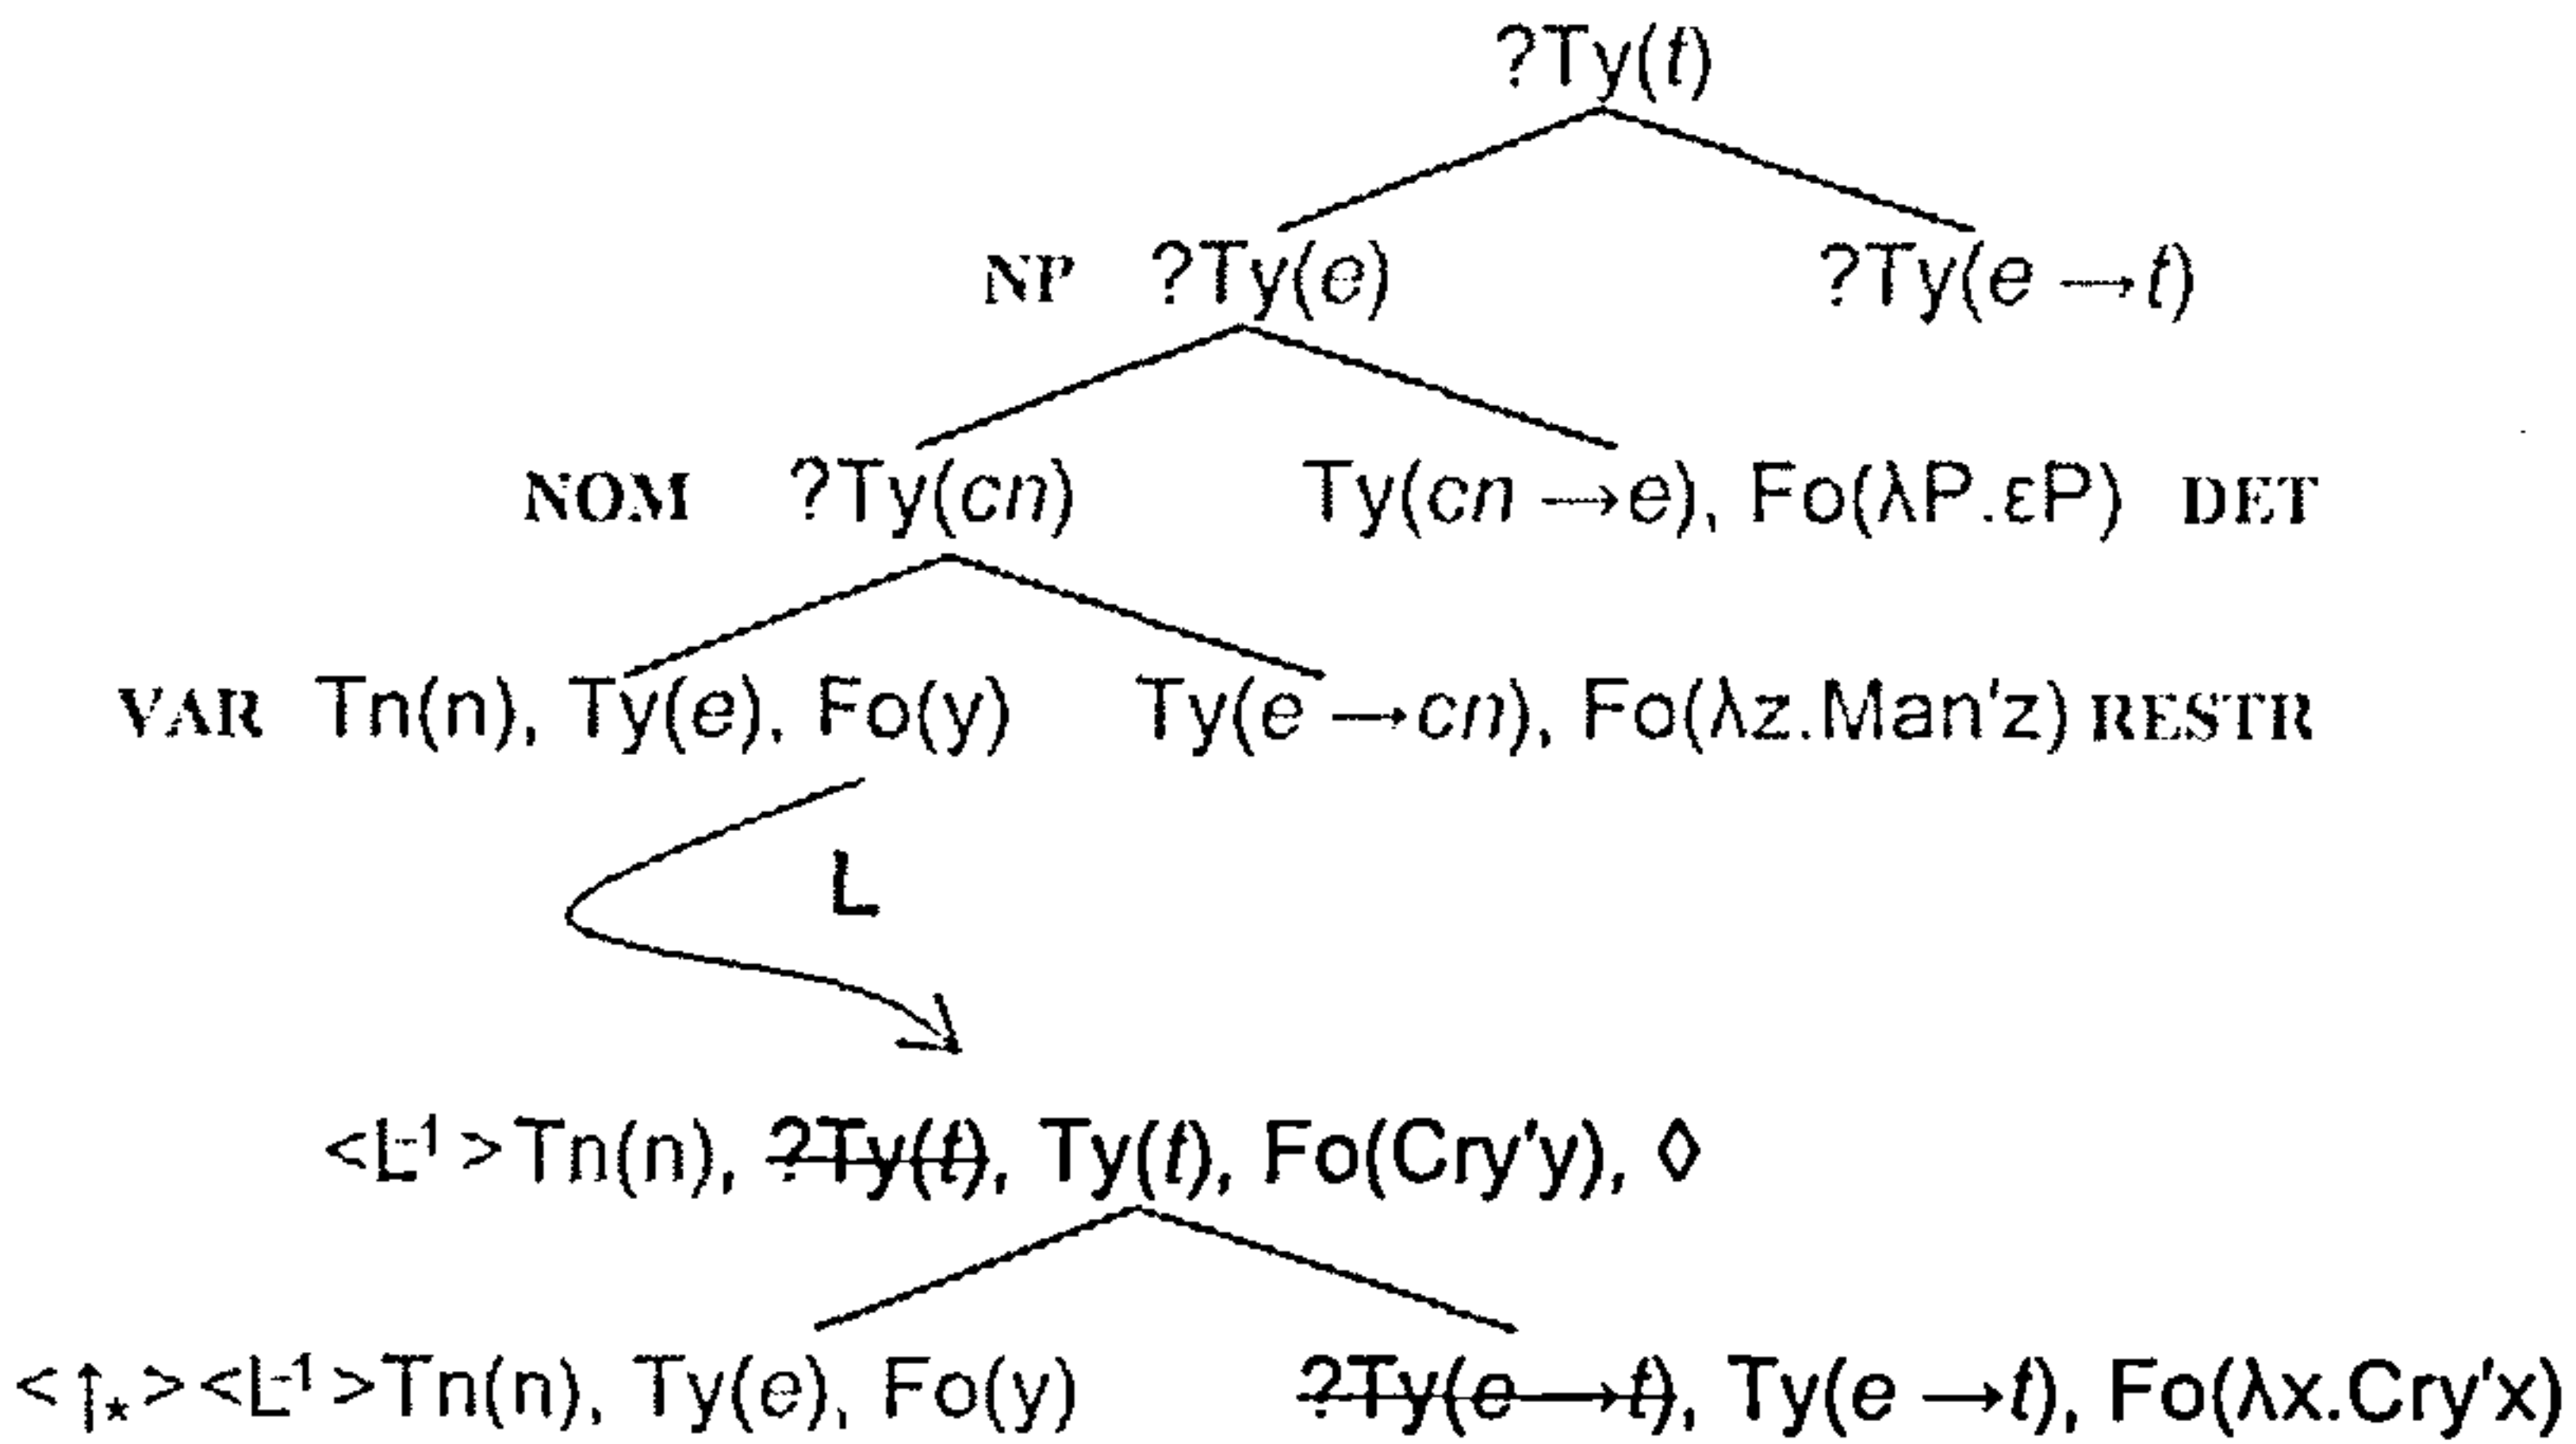 ?Ty(t)
NP ?Ty(e) ?Ty(e →t)
NOM ?Ty(cn) Ty(cn →e), Fo(λP.εP) DET
VAR Tn(n), Ty(e), Fo(y) Ty(e →cn), Fo(λz.Man'z) RESTR
L
<L⁻¹>Tn(n), ?Ty(t), Ty(t), Fo(Cry'y), ◊
<↑⋆><L⁻¹>Tn(n), Ty(e), Fo(y) ?Ty(e →t), Ty(e →t), Fo(λx.Cry'x)